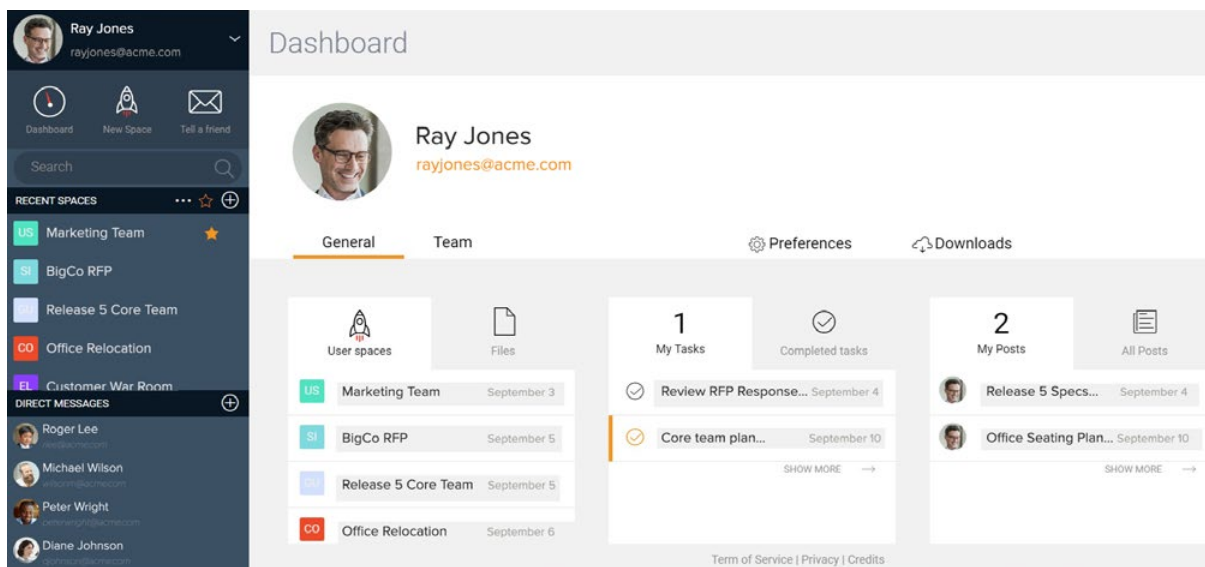 Ray Jones
rayjones@acme.com
Dashboard
New Space
Tell a friend
Search
RECENT SPACES
US Marketing Team
SI BigCo RFP
GU Release 5 Core Team
CO Office Relocation
EL Customer War Room
DIRECT MESSAGES
Roger Lee
Michael Wilson
Peter Wright
Diane Johnson
Dashboard
Ray Jones
rayjones@acme.com
General
Team
Preferences
Downloads
User spaces
Files
US Marketing Team September 3
SI BigCo RFP September 5
GU Release 5 Core Team September 5
CO Office Relocation September 6
1
My Tasks
Completed tasks
Review RFP Response... September 4
Core team plan... September 10
SHOW MORE
2
My Posts
All Posts
Release 5 Specs... September 4
Office Seating Plan... September 10
SHOW MORE
Term of Service | Privacy | Credits